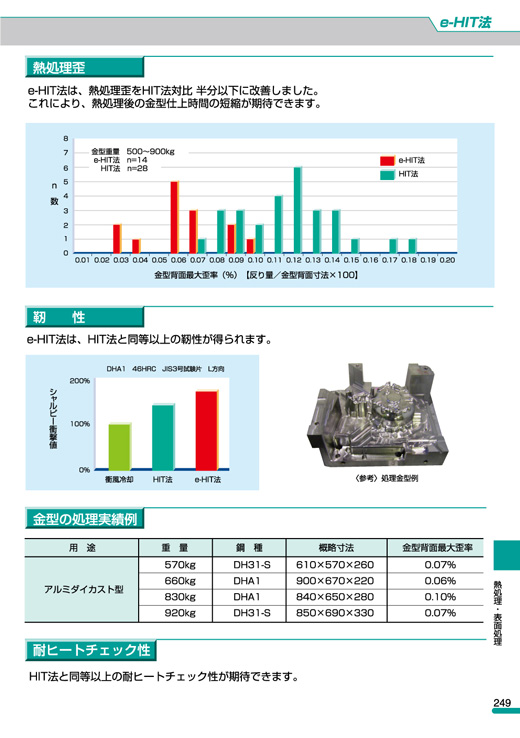 e-HIT法
熱処理歪
e-HIT法は、熱処理歪をHIT法対比 半分以下に改善しました。
これにより、熱処理後の金型仕上時間の短縮が期待できます。
8
7
6
5
4
3
2
1
0
n
数
金型重量 500〜900kg
e-HIT法 n=14
HIT法 n=28
e-HIT法
HIT法
0.01 0.02 0.03 0.04 0.05 0.06 0.07 0.08 0.09 0.10 0.11 0.12 0.13 0.14 0.15 0.16 0.17 0.18 0.19 0.20
金型背面最大歪率（%）【反り量／金型背面寸法×100】
靭 性
e-HIT法は、HIT法と同等以上の靭性が得られます。
DHA1 46HRC JIS3号試験片 L方向
200%
100%
0%
シャルピー衝撃値
衝風冷却 HIT法 e-HIT法
〈参考〉処理金型例
金型の処理実績例
用 途 重 量 鋼 種 概略寸法 金型背面最大歪率
アルミダイカスト型
570kg DH31-S 610×570×260 0.07%
660kg DHA1 900×670×220 0.06%
830kg DHA1 840×650×280 0.10%
920kg DH31-S 850×690×330 0.07%
耐ヒートチェック性
HIT法と同等以上の耐ヒートチェック性が期待できます。
熱処理・表面処理
249